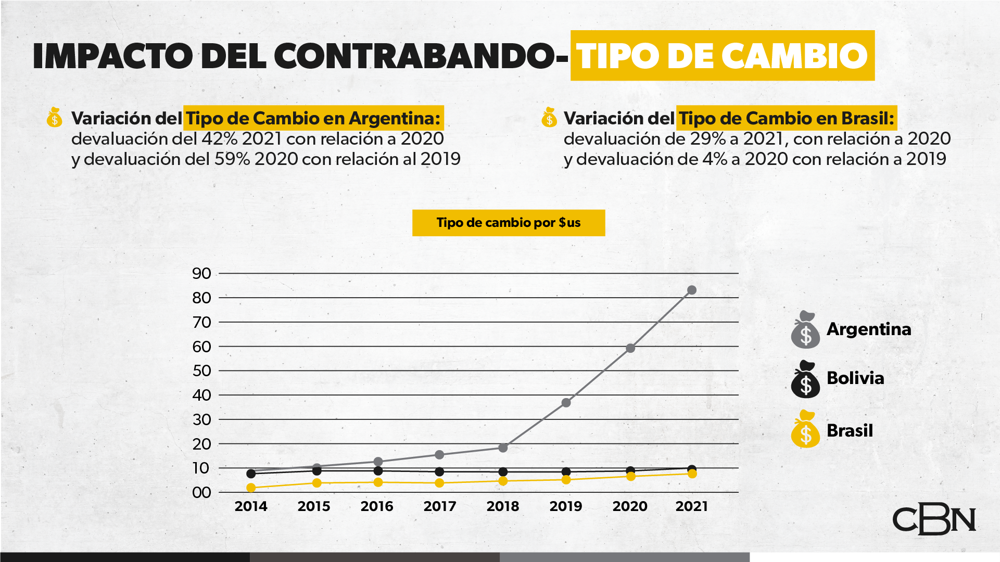 IMPACTO DEL CONTRABANDO- TIPO DE CAMBIO
$ Variación del Tipo de Cambio en Argentina:
devaluación del 42% 2021 con relación a 2020
y devaluación del 59% 2020 con relación al 2019
$ Variación del Tipo de Cambio en Brasil:
devaluación de 29% a 2021, con relación a 2020
y devaluación de 4% a 2020 con relación a 2019
Tipo de cambio por $us
90
80
70
60
50
40
30
20
10
00
2014 2015 2016 2017 2018 2019 2020 2021
$ Argentina
$ Bolivia
$ Brasil
CBN